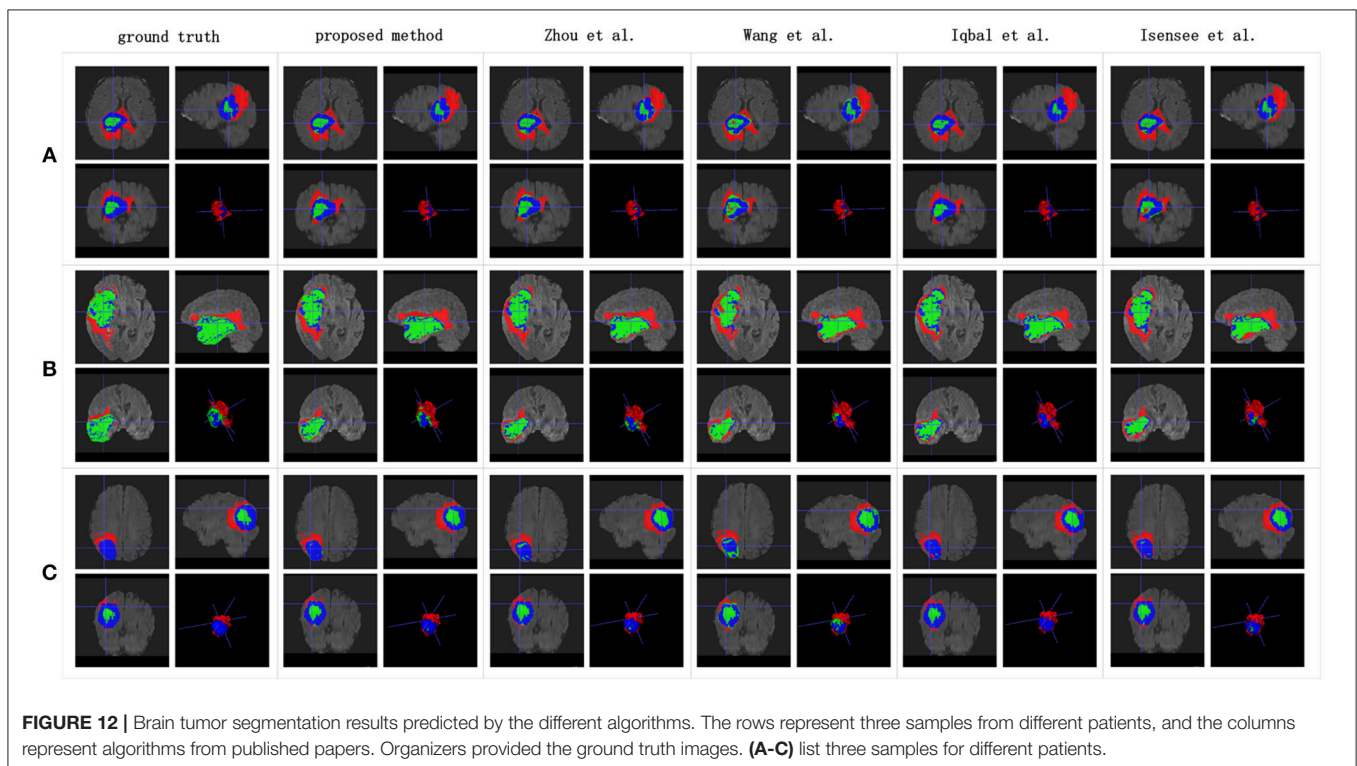 ground truth proposed method Zhou et al. Wang et al. Iqbal et al. Isensee et al.
A
B
C
FIGURE 12 | Brain tumor segmentation results predicted by the different algorithms. The rows represent three samples from different patients, and the columns
represent algorithms from published papers. Organizers provided the ground truth images. (A-C) list three samples for different patients.